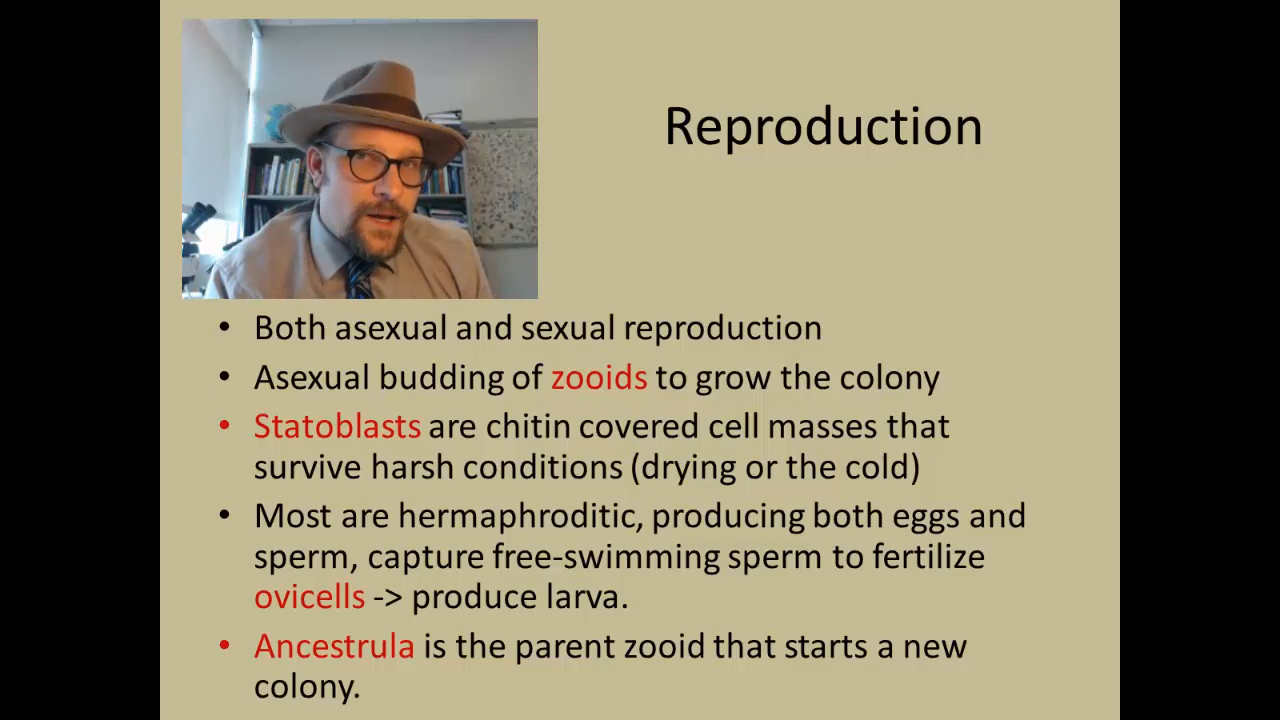 Reproduction
• Both asexual and sexual reproduction
• Asexual budding of zooids to grow the colony
• Statoblasts are chitin covered cell masses that
survive harsh conditions (drying or the cold)
• Most are hermaphroditic, producing both eggs and
sperm, capture free-swimming sperm to fertilize
ovicells -> produce larva.
• Ancestrula is the parent zooid that starts a new
colony.